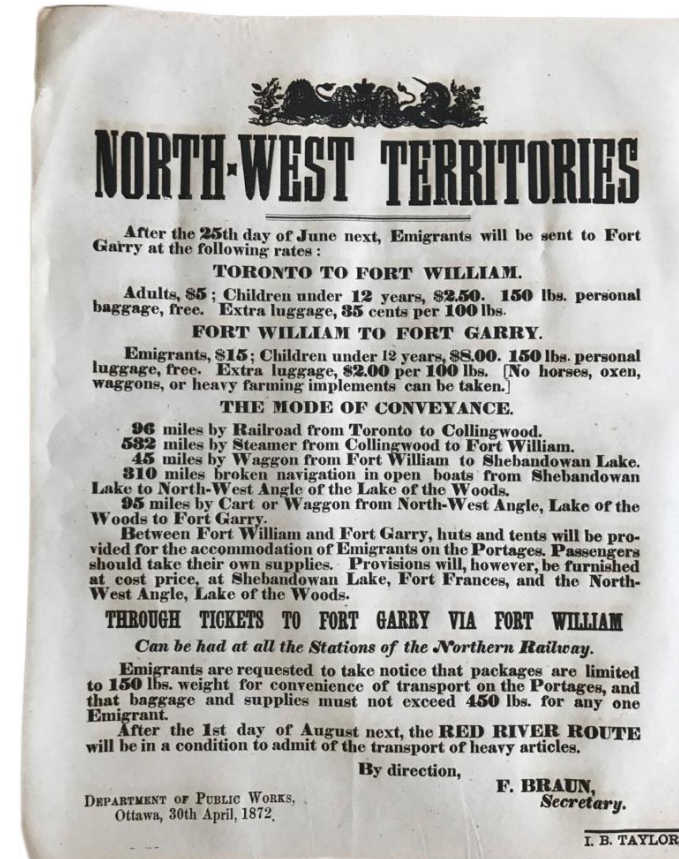 NORTH-WEST TERRITORIES
After the 25th day of June next, Emigrants will be sent to Fort
Garry at the following rates :
TORONTO TO FORT WILLIAM.
Adults, $5 ; Children under 12 years, $2.50. 150 lbs. personal
baggage, free. Extra luggage, 35 cents per 100 lbs.
FORT WILLIAM TO FORT GARRY.
Emigrants, $15; Children under 12 years, $8.00. 150 lbs. personal
luggage, free. Extra luggage, $2.00 per 100 lbs. [No horses, oxen,
waggons, or heavy farming implements can be taken.]
THE MODE OF CONVEYANCE.
96 miles by Railroad from Toronto to Collingwood.
532 miles by Steamer from Collingwood to Fort William.
45 miles by Waggon from Fort William to Shebandowan Lake.
310 miles broken navigation in open boats from Shebandowan
Lake to North-West Angle of the Lake of the Woods.
95 miles by Cart or Waggon from North-West Angle, Lake of the
Woods to Fort Garry.
Between Fort William and Fort Garry, huts and tents will be pro-
vided for the accommodation of Emigrants on the Portages. Passengers
should take their own supplies. Provisions will, however, be furnished
at cost price, at Shebandowan Lake, Fort Frances, and the North-
West Angle, Lake of the Woods.
THROUGH TICKETS TO FORT GARRY VIA FORT WILLIAM
Can be had at all the Stations of the Northern Railway.
Emigrants are requested to take notice that packages are limited
to 150 lbs. weight for convenience of transport on the Portages, and
that baggage and supplies must not exceed 450 lbs. for any one
Emigrant.
After the 1st day of August next, the RED RIVER ROUTE
will be in a condition to admit of the transport of heavy articles.
By direction,
F. BRAUN,
Secretary.
DEPARTMENT OF PUBLIC WORKS,
Ottawa, 30th April, 1872.
I. B. TAYLOR